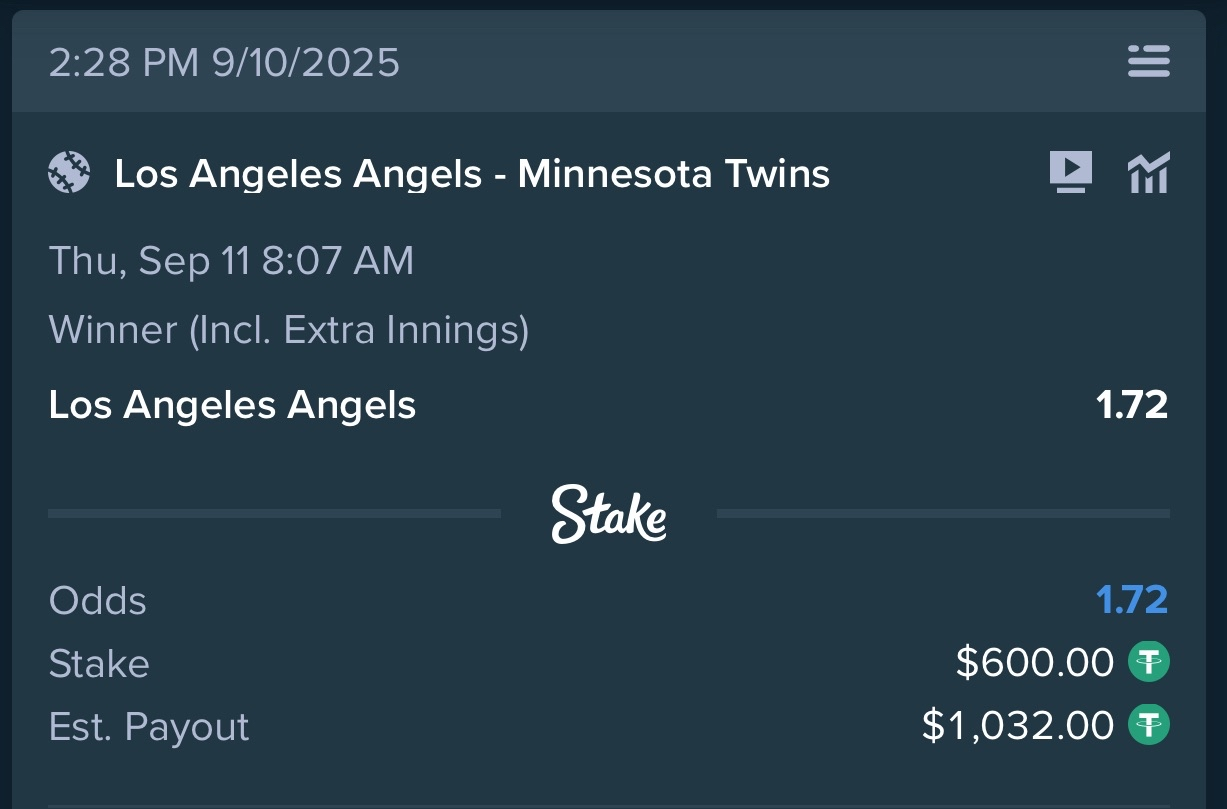 2:28 PM 9/10/2025
Los Angeles Angels - Minnesota Twins
Thu, Sep 11 8:07 AM
Winner (Incl. Extra Innings)
Los Angeles Angels 1.72
Stake
Odds 1.72
Stake $600.00
Est. Payout $1,032.00